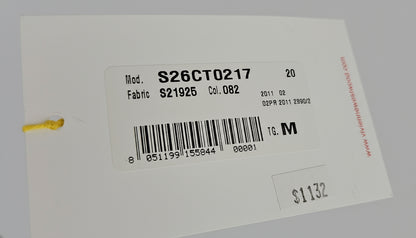 Mod. S26CT0217 20
Fabric S21925 Col. 082 2011 02
02PR 2011 2990/2
8 051199 155844 00001
TG. M
$1132